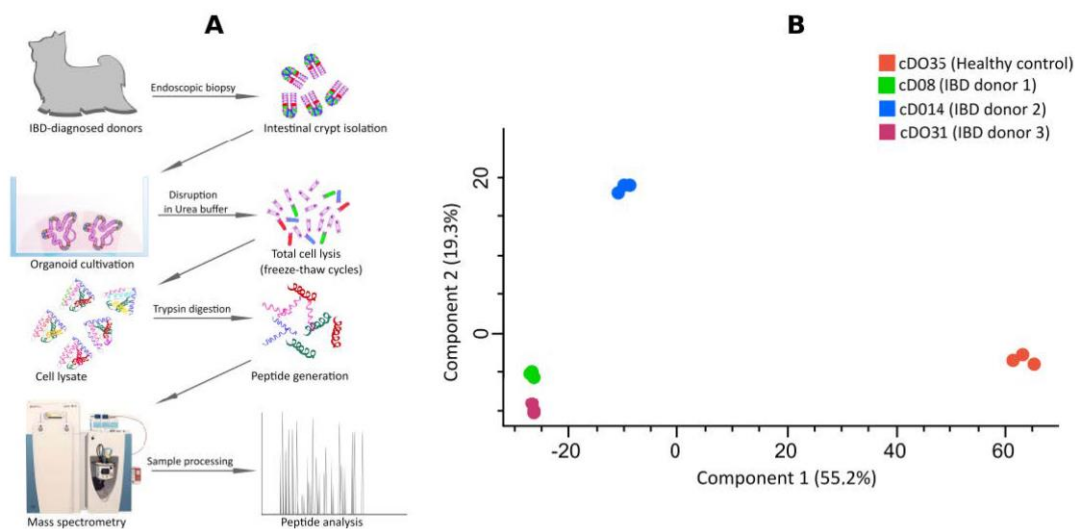 A
Endoscopic biopsy
IBD-diagnosed donors
Intestinal crypt isolation
Disruption
in Urea buffer
Organoid cultivation
Total cell lysis
(freeze-thaw cycles)
Trypsin digestion
Cell lysate
Peptide generation
Sample processing
Mass spectrometry
Peptide analysis
B
cDO35 (Healthy control)
cD08 (IBD donor 1)
cD014 (IBD donor 2)
cDO31 (IBD donor 3)
Component 2 (19.3%)
20
0
-20
0
20
40
60
Component 1 (55.2%)